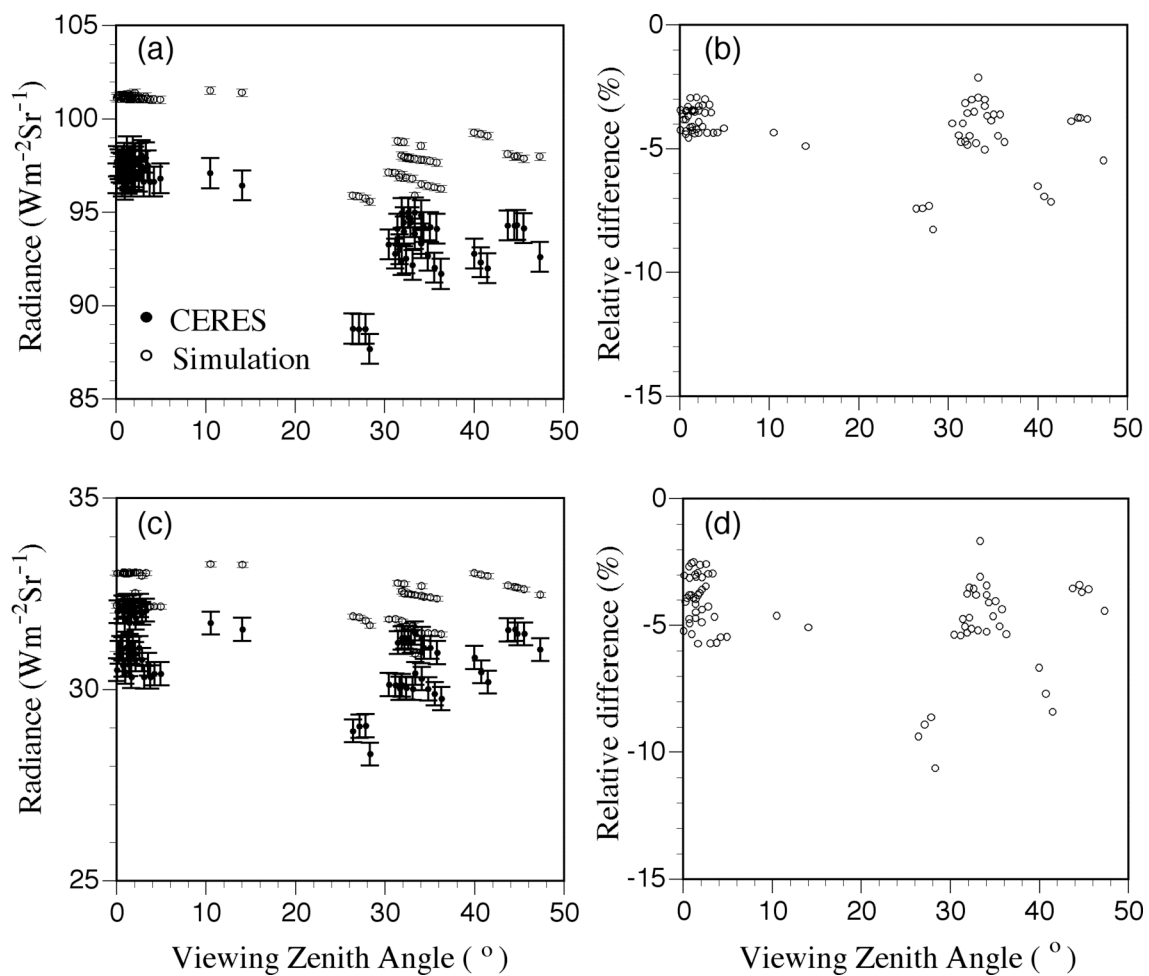 (a)
105
100
95
90
85
Radiance (Wm−2Sr−1)
CERES
Simulation
0 10 20 30 40 50
(b)
0
-5
-10
-15
Relative difference (%)
0 10 20 30 40 50
(c)
35
30
25
Radiance (Wm−2Sr−1)
0 10 20 30 40 50
Viewing Zenith Angle ( o)
(d)
0
-5
-10
-15
Relative difference (%)
0 10 20 30 40 50
Viewing Zenith Angle ( o)